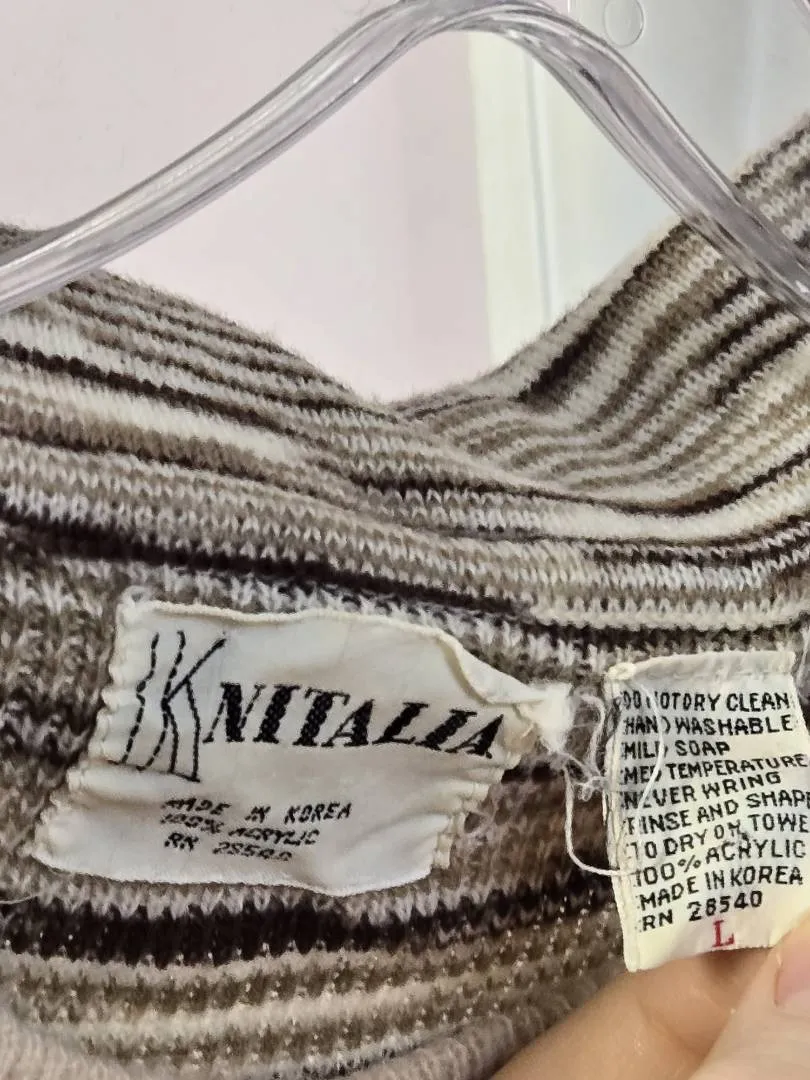 KNITALIA
MADE IN KOREA
100% ACRYLIC
RN 28540
DO NOT DRY CLEAN
HAND WASHABLE
MILD SOAP
MED TEMPERATURE
NEVER WRING
RINSE AND SHAPE
TO DRY ON TOWE
100% ACRYLIC
MADE IN KOREA
RN 28540
L